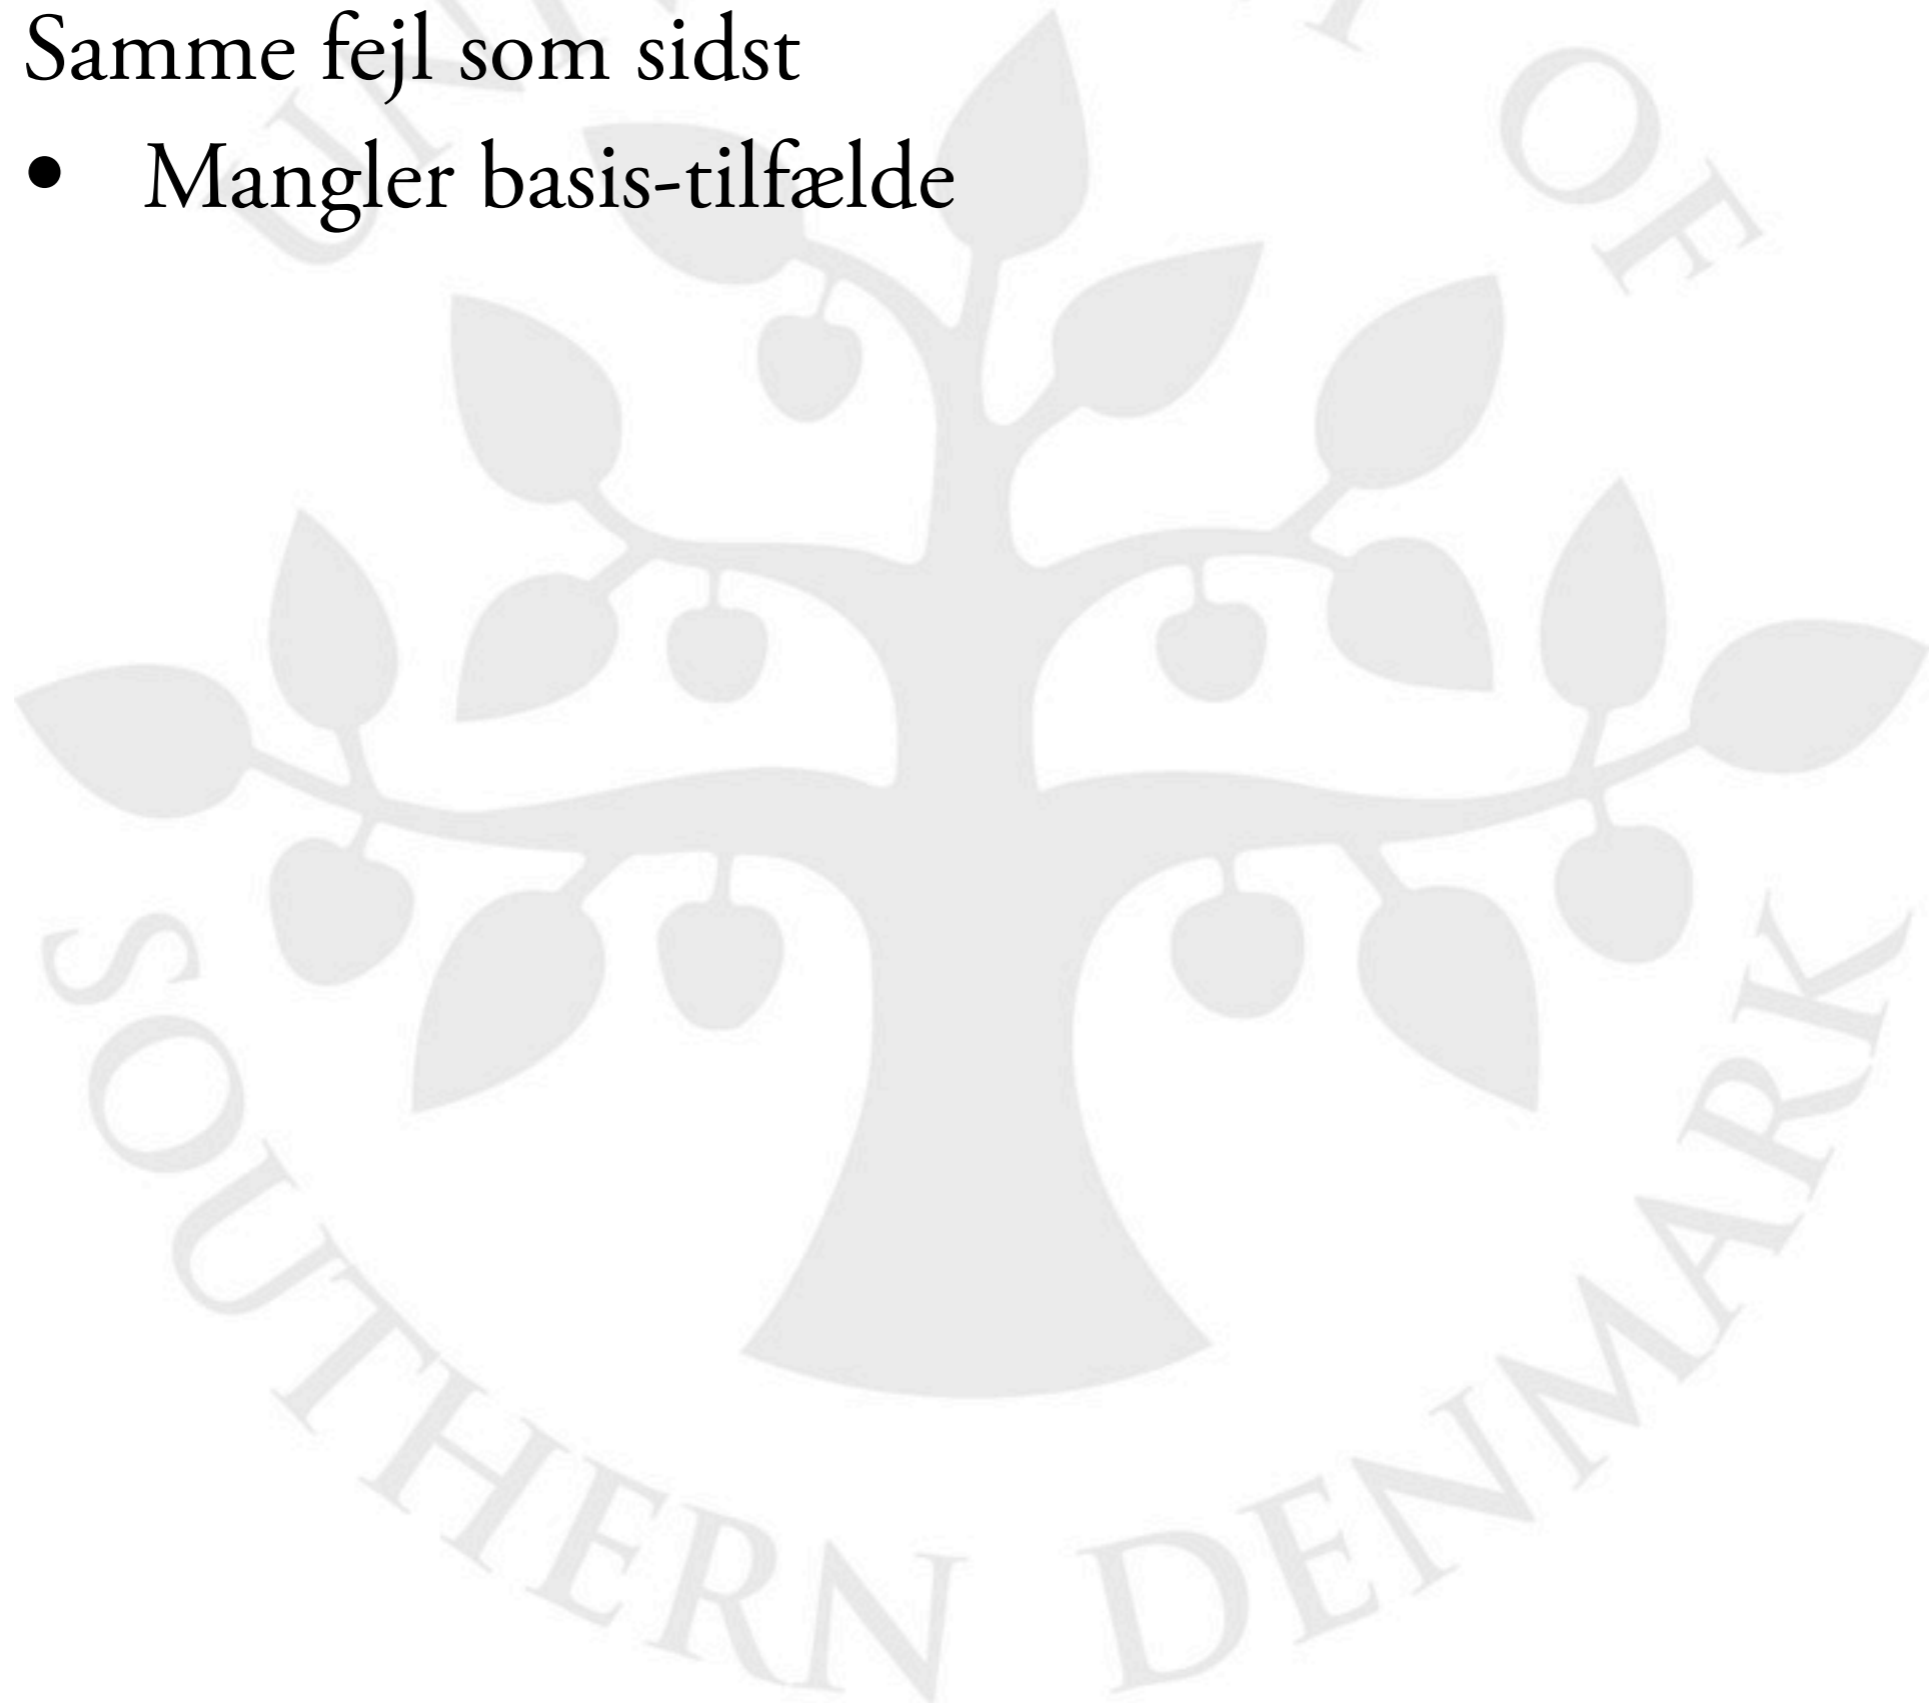 Samme fejl som sidst
• Mangler basis-tilfælde
OF
SOUTHERN DENMARK